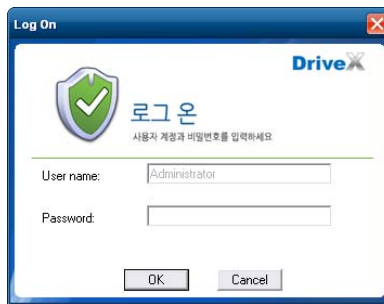 Log On
DriveX
로그 온
사용자 계정과 비밀번호를 입력하세요
User name:
Administrator
Password:
OK
Cancel